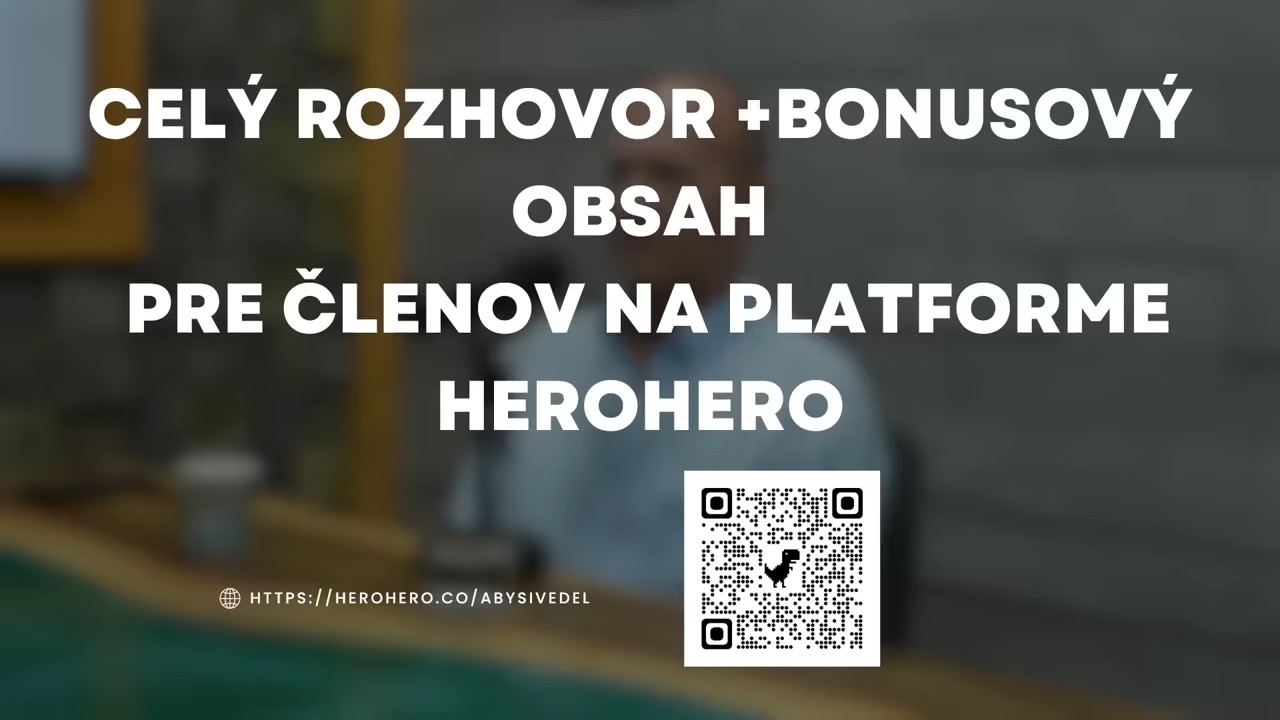 CELÝ ROZHOVOR +BONUSOVÝ
OBSAH
PRE ČLENOV NA PLATFORME
HEROHERO
HTTPS://HEROHERO.CO/ABYSIVEDEL